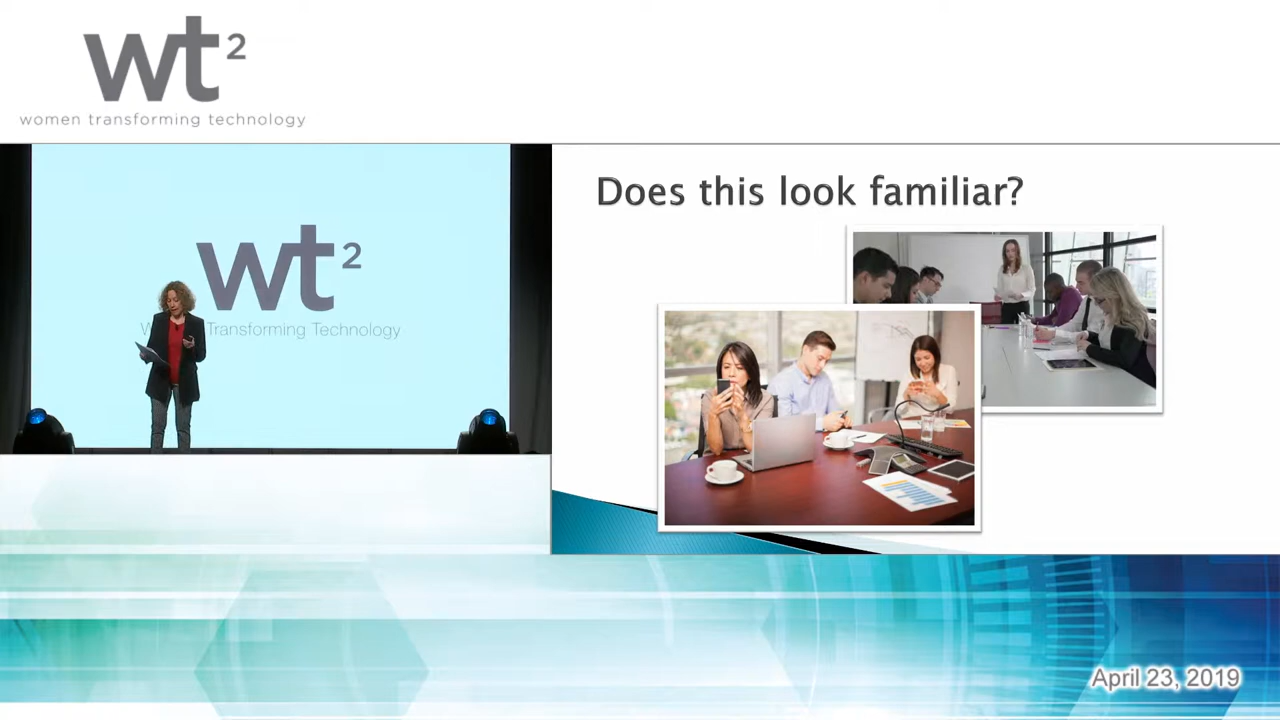 wt2
women transforming technology
wt2
Transforming Technology
Does this look familiar?
April 23, 2019